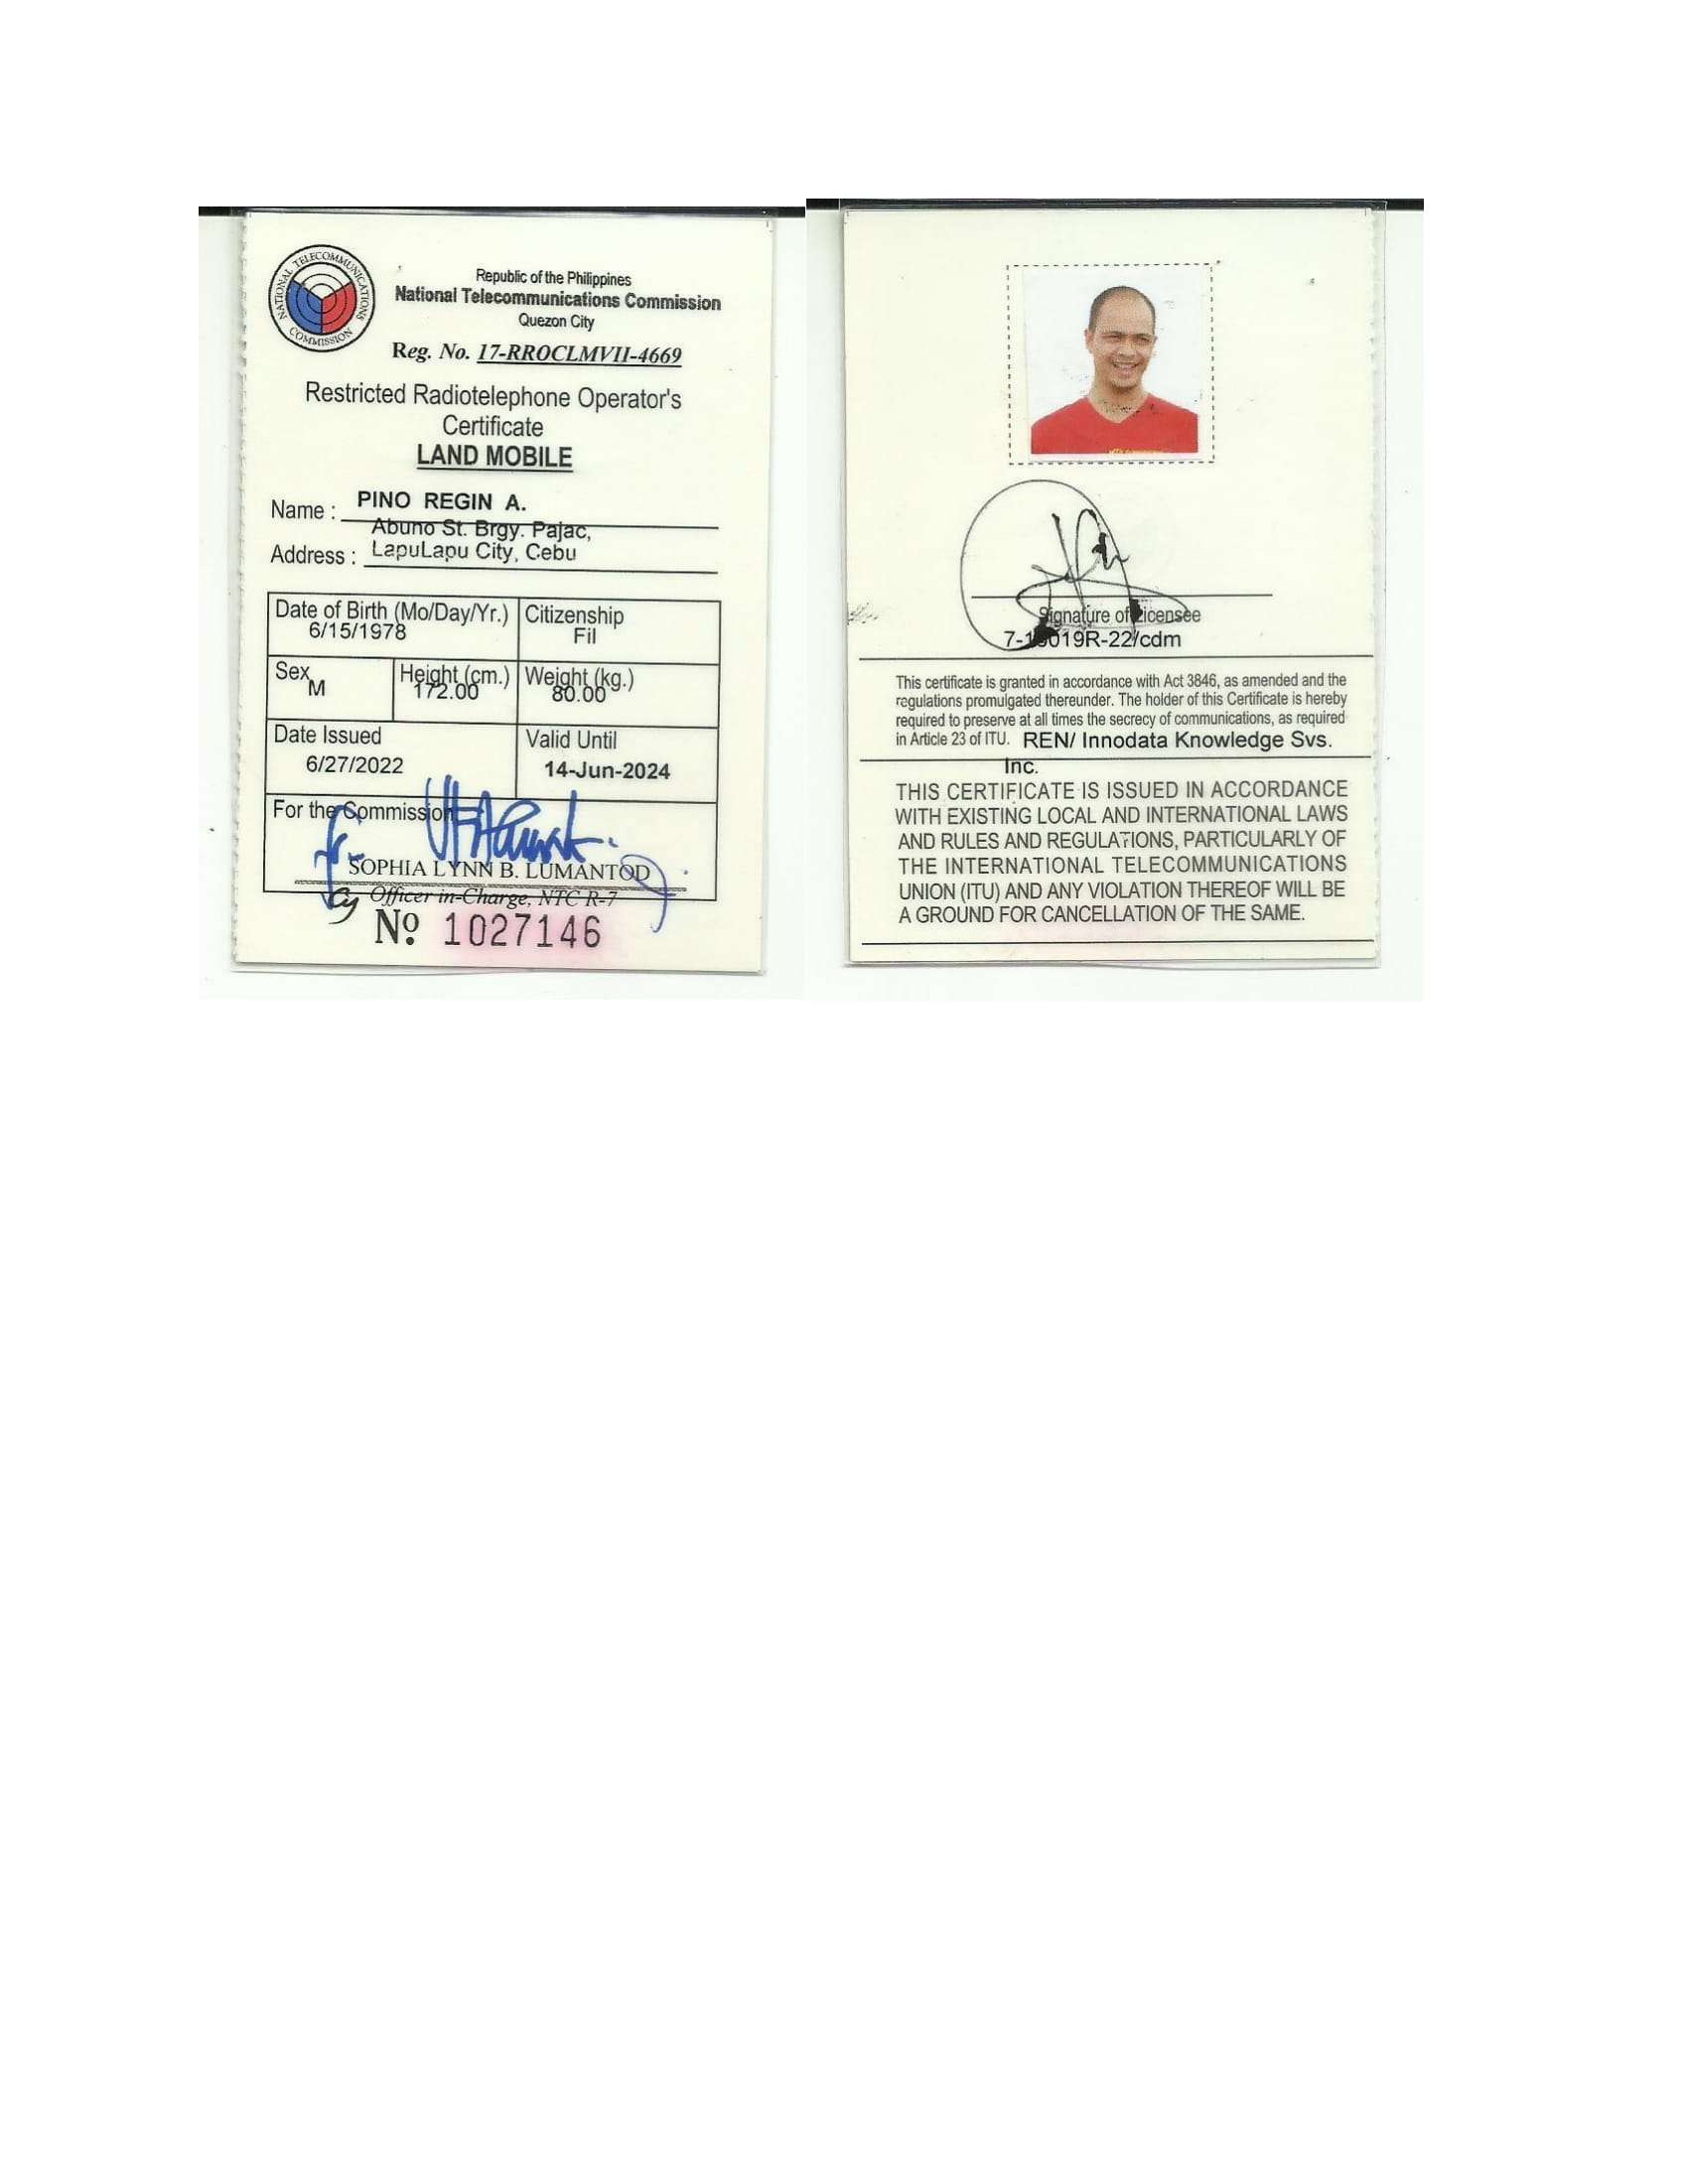 NATIONAL TELECOMMUNICATIONS COMMISSION
Republic of the Philippines
National Telecommunications Commission
Quezon City
Reg. No. 17-RROCLMVII-4669
Restricted Radiotelephone Operator's
Certificate
LAND MOBILE
Name : PINO REGIN A.
Abuno St. Brgy. Pajac,
Address : LapuLapu City, Cebu
Date of Birth (Mo/Day/Yr.) Citizenship
6/15/1978 Fil
Sex Height (cm.) Weight (kg.)
M 172.00 80.00
Date Issued Valid Until
6/27/2022 14-Jun-2024
For the Commission
SOPHIA LYNN B. LUMANTOD
Officer in-Charge, NTC R-7
Nº 1027146
Signature of Licensee
019R-22/cdm
This certificate is granted in accordance with Act 3846, as amended and the
regulations promulgated thereunder. The holder of this Certificate is hereby
required to preserve at all times the secrecy of communications, as required
in Article 23 of ITU. REN/ Innodata Knowledge Svs.
Inc.
THIS CERTIFICATE IS ISSUED IN ACCORDANCE
WITH EXISTING LOCAL AND INTERNATIONAL LAWS
AND RULES AND REGULATIONS, PARTICULARLY OF
THE INTERNATIONAL TELECOMMUNICATIONS
UNION (ITU) AND ANY VIOLATION THEREOF WILL BE
A GROUND FOR CANCELLATION OF THE SAME.